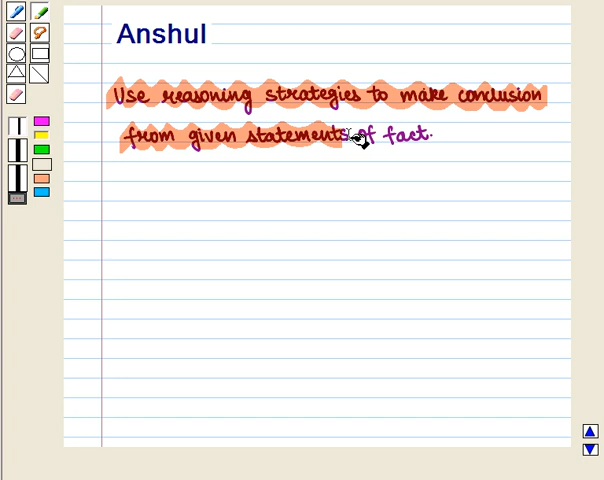 Anshul
Use reasoning strategies to make conclusion
from given statements of fact.